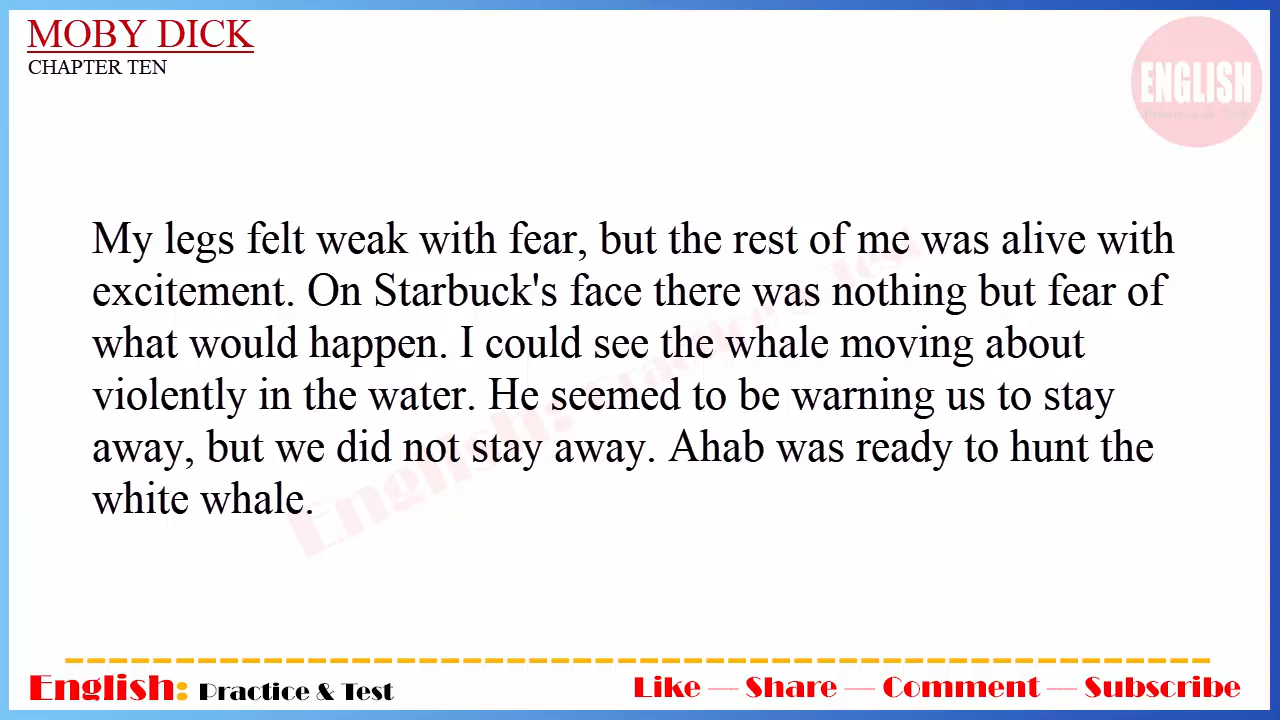 MOBY DICK
CHAPTER TEN
ENGLISH
My legs felt weak with fear, but the rest of me was alive with
excitement. On Starbuck's face there was nothing but fear of
what would happen. I could see the whale moving about
violently in the water. He seemed to be warning us to stay
away, but we did not stay away. Ahab was ready to hunt the
white whale.
English: Practice & Test
English: Practice & Test
Like — Share — Comment — Subscribe